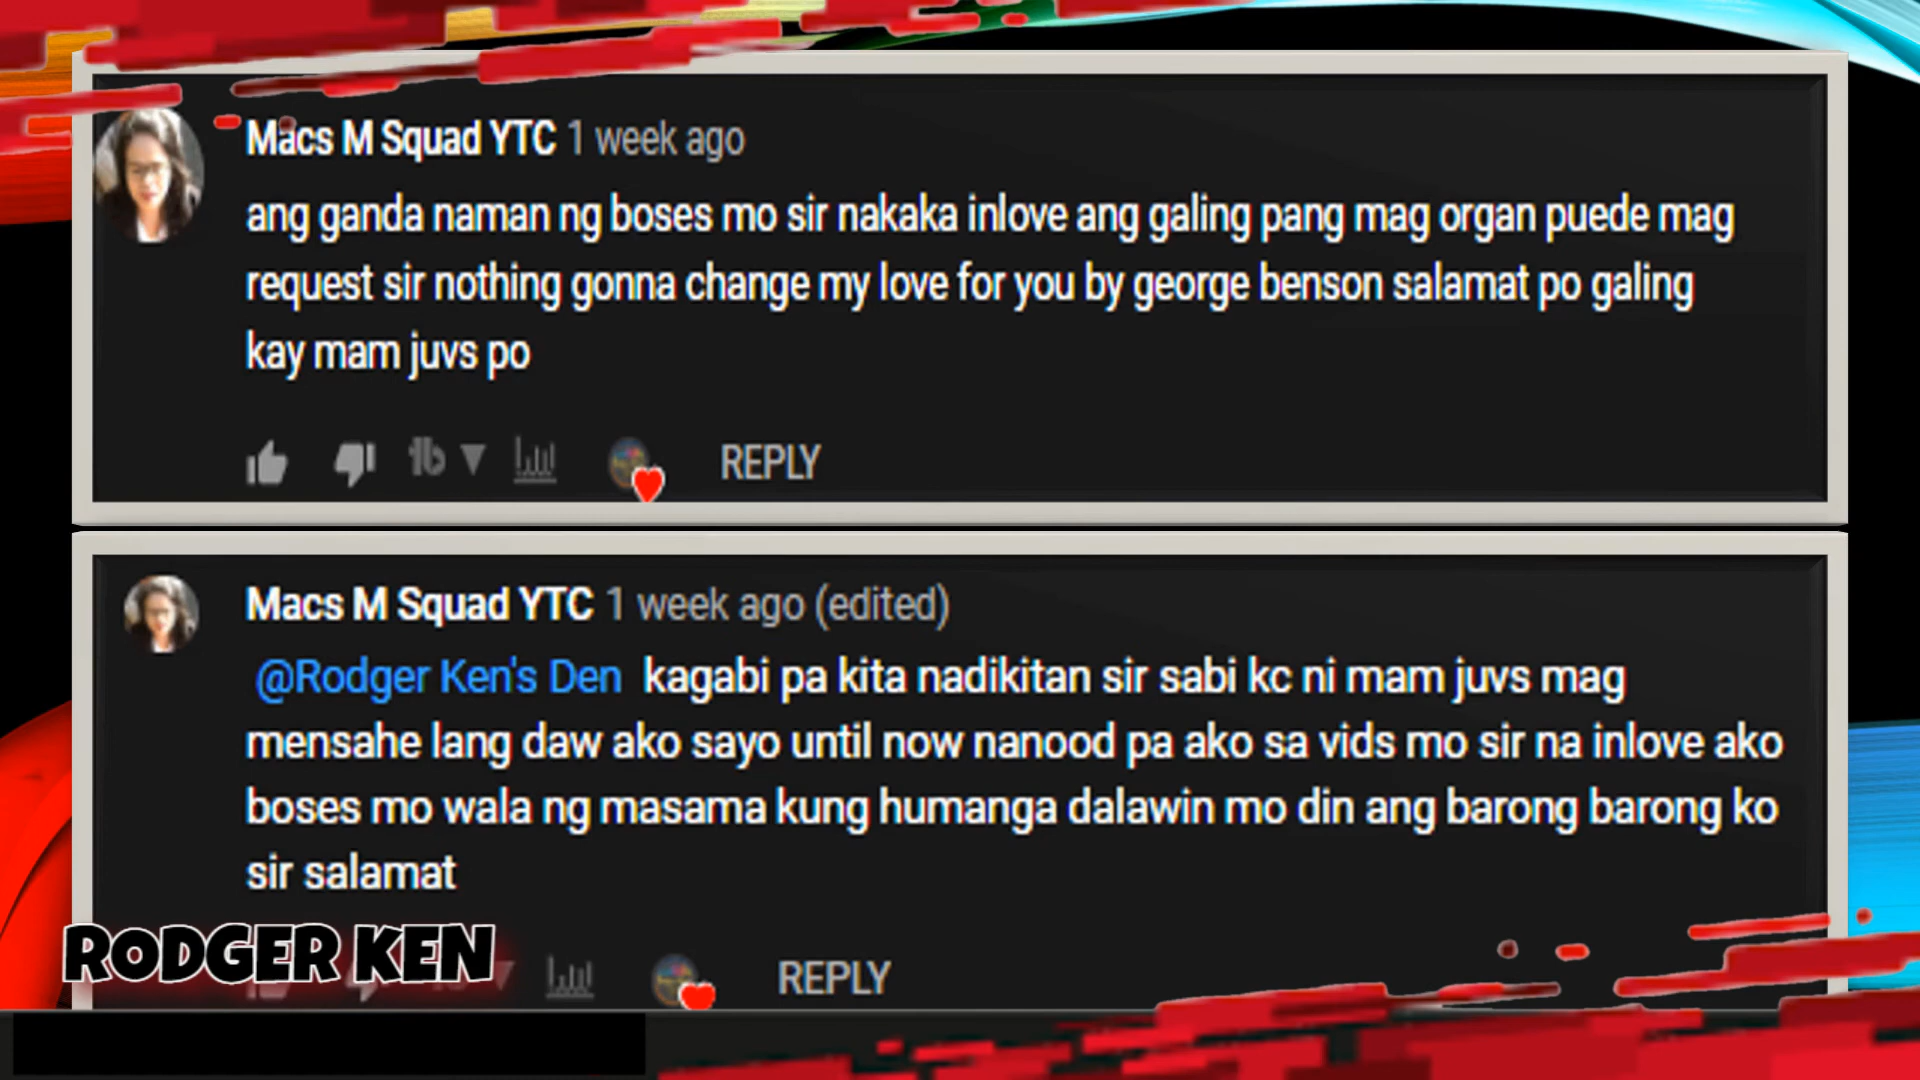 Macs M Squad YTC 1 week ago
ang ganda naman ng boses mo sir nakaka inlove ang galing pang mag organ puede mag
request sir nothing gonna change my love for you by george benson salamat po galing
kay mam juvs po
REPLY
Macs M Squad YTC 1 week ago (edited)
@Rodger Ken's Den kagabi pa kita nadikitan sir sabi kc ni mam juvs mag
mensahe lang daw ako sayo until now nanood pa ako sa vids mo sir na inlove ako
boses mo wala ng masama kung humanga dalawin mo din ang barong barong ko
sir salamat
RODGER KEN
REPLY